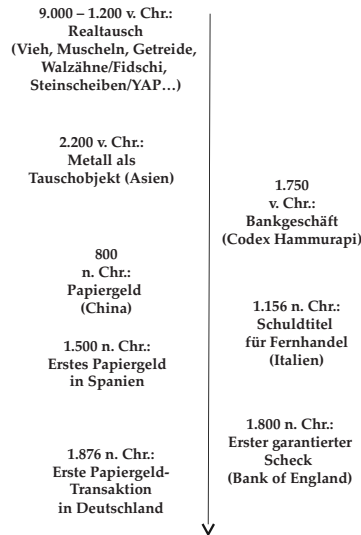 9.000 – 1.200 v. Chr.:
Realtausch
(Vieh, Muscheln, Getreide,
Walzähne/Fidschi,
Steinscheiben/YAP…)
2.200 v. Chr.:
Metall als
Tauschobjekt (Asien)
1.750
v. Chr.:
Bankgeschäft
(Codex Hammurapi)
800
n. Chr.:
Papiergeld
(China)
1.156 n. Chr.:
Schuldtitel
für Fernhandel
(Italien)
1.500 n. Chr.:
Erstes Papiergeld
in Spanien
1.800 n. Chr.:
Erster garantierter
Scheck
(Bank of England)
1.876 n. Chr.:
Erste Papiergeld-
Transaktion
in Deutschland